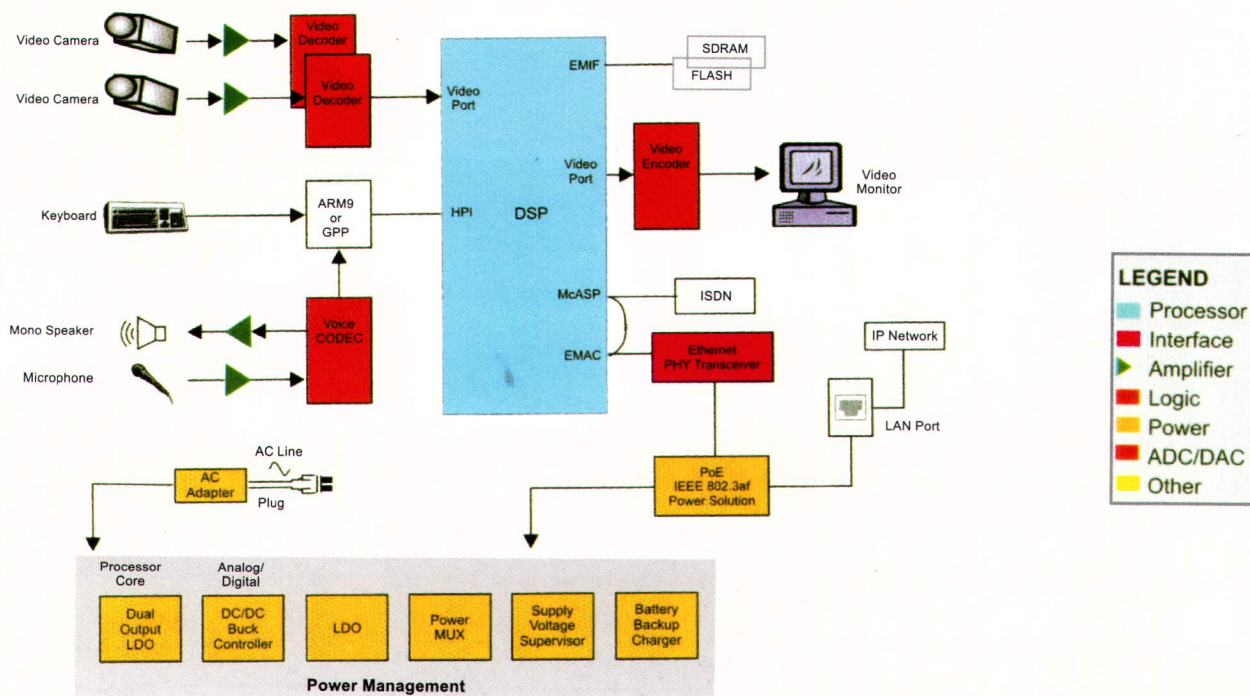 Video Camera
Video
Decoder
Video Camera
Video
Decoder
Video
Port
EMIF
SDRAM
FLASH
Video
Port
Video
Encoder
Video
Monitor
Keyboard
ARM9
or
GPP
HPI
DSP
Mono Speaker
Voice
CODEC
Microphone
McASP
ISDN
EMAC
Ethernet
PHY Transceiver
IP Network
LAN Port
PoE
IEEE 802.3af
Power Solution
AC Line
AC
Adapter
Plug
Processor
Core
Dual
Output
LDO
Analog/
Digital
DC/DC
Buck
Controller
LDO
Power
MUX
Supply
Voltage
Supervisor
Battery
Backup
Charger
Power Management
LEGEND
Processor
Interface
Amplifier
Logic
Power
ADC/DAC
Other